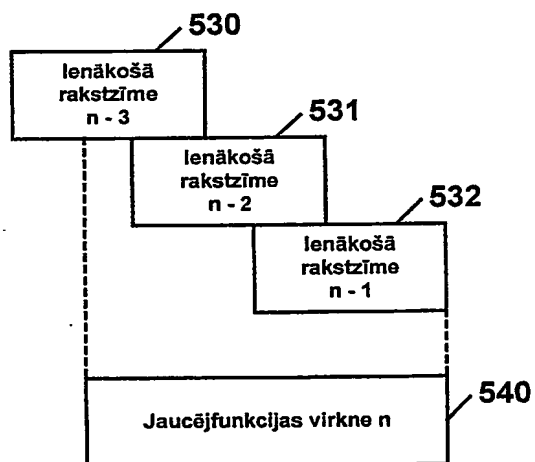 530
Ienākošā
rakstzīme
n - 3
531
Ienākošā
rakstzīme
n - 2
532
Ienākošā
rakstzīme
n - 1
540
Jaucējfunkcijas virkne n